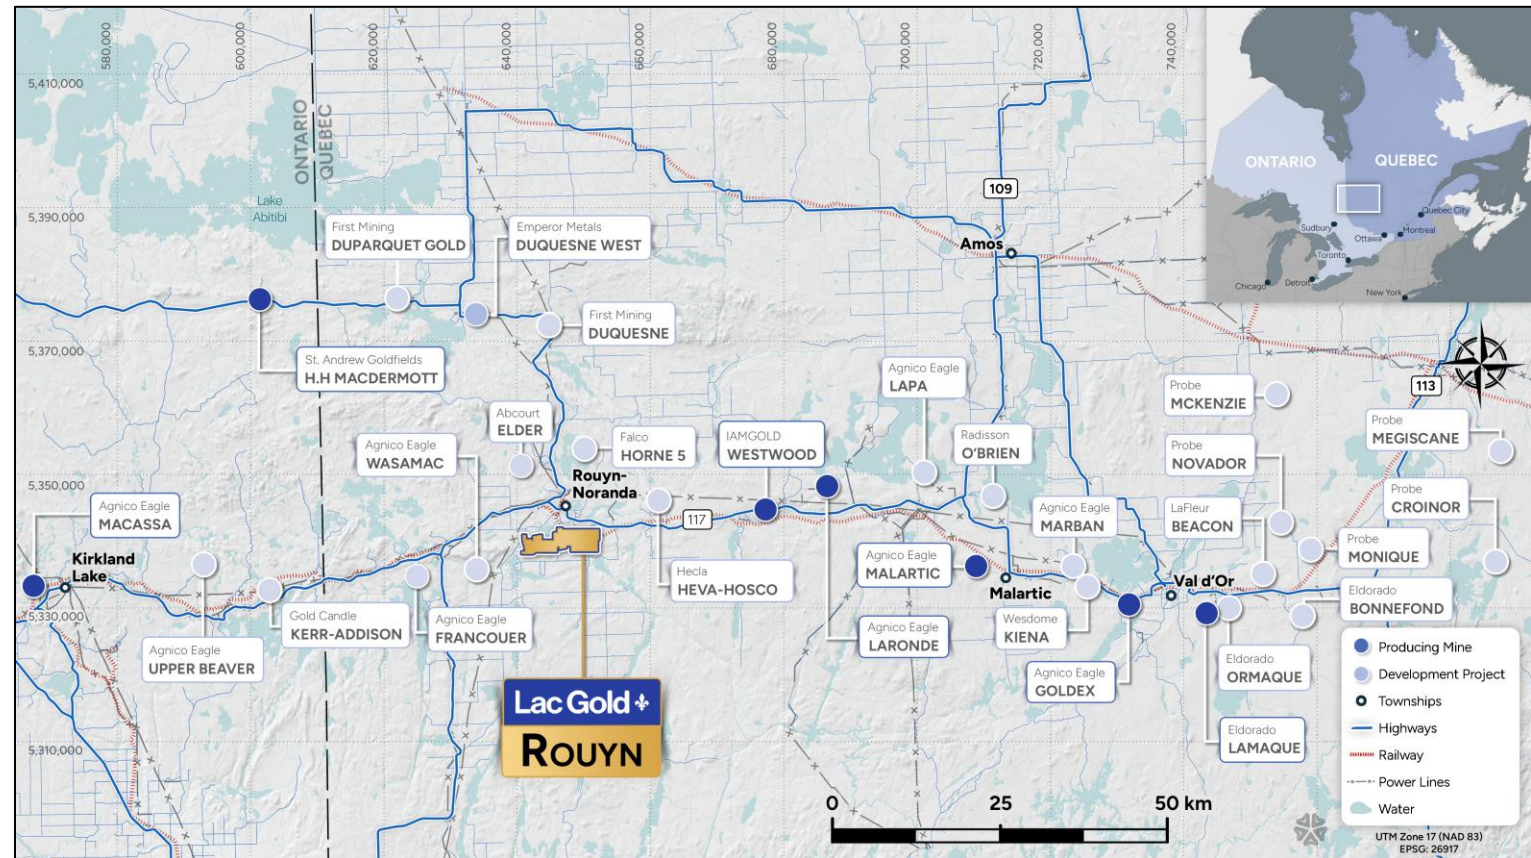 580,000
600,000
620,000
640,000
660,000
680,000
700,000
720,000
740,000
5,410,000
5,390,000
5,370,000
5,350,000
5,330,000
5,310,000
ONTARIO
QUEBEC
Lake
Abitibi
First Mining
DUPARQUET GOLD
Emperor Metals
DUQUESNE WEST
First Mining
DUQUESNE
St. Andrew Goldfields
H.H MACDERMOTT
109
Amos
ONTARIO
QUEBEC
Quebec City
Sudbury
Ottawa
Montreal
Toronto
Chicago
Detroit
New York
113
Agnico Eagle
LAPA
Probe
MCKENZIE
Probe
MEGISCANE
Abcourt
ELDER
Agnico Eagle
WASAMAC
Falco
HORNE 5
IAMGOLD
WESTWOOD
Radisson
O'BRIEN
Probe
NOVADOR
Rouyn-
Noranda
117
Agnico Eagle
MACASSA
Agnico Eagle
MARBAN
LaFleur
BEACON
Probe
CROINOR
Probe
MONIQUE
Kirkland
Lake
Agnico Eagle
MALARTIC
Hecla
HEVA-HOSCO
Malartic
Val d'Or
Eldorado
BONNEFOND
Gold Candle
KERR-ADDISON
Agnico Eagle
FRANCOUER
Agnico Eagle
UPPER BEAVER
Agnico Eagle
LARONDE
Wesdome
KIENA
Agnico Eagle
GOLDEX
Eldorado
ORMAQUE
Eldorado
LAMAQUE
Lac Gold
ROUYN
Producing Mine
Development Project
Townships
Highways
Railway
Power Lines
Water
0 25 50 km
UTM Zone 17 (NAD 83)
EPSG: 26917